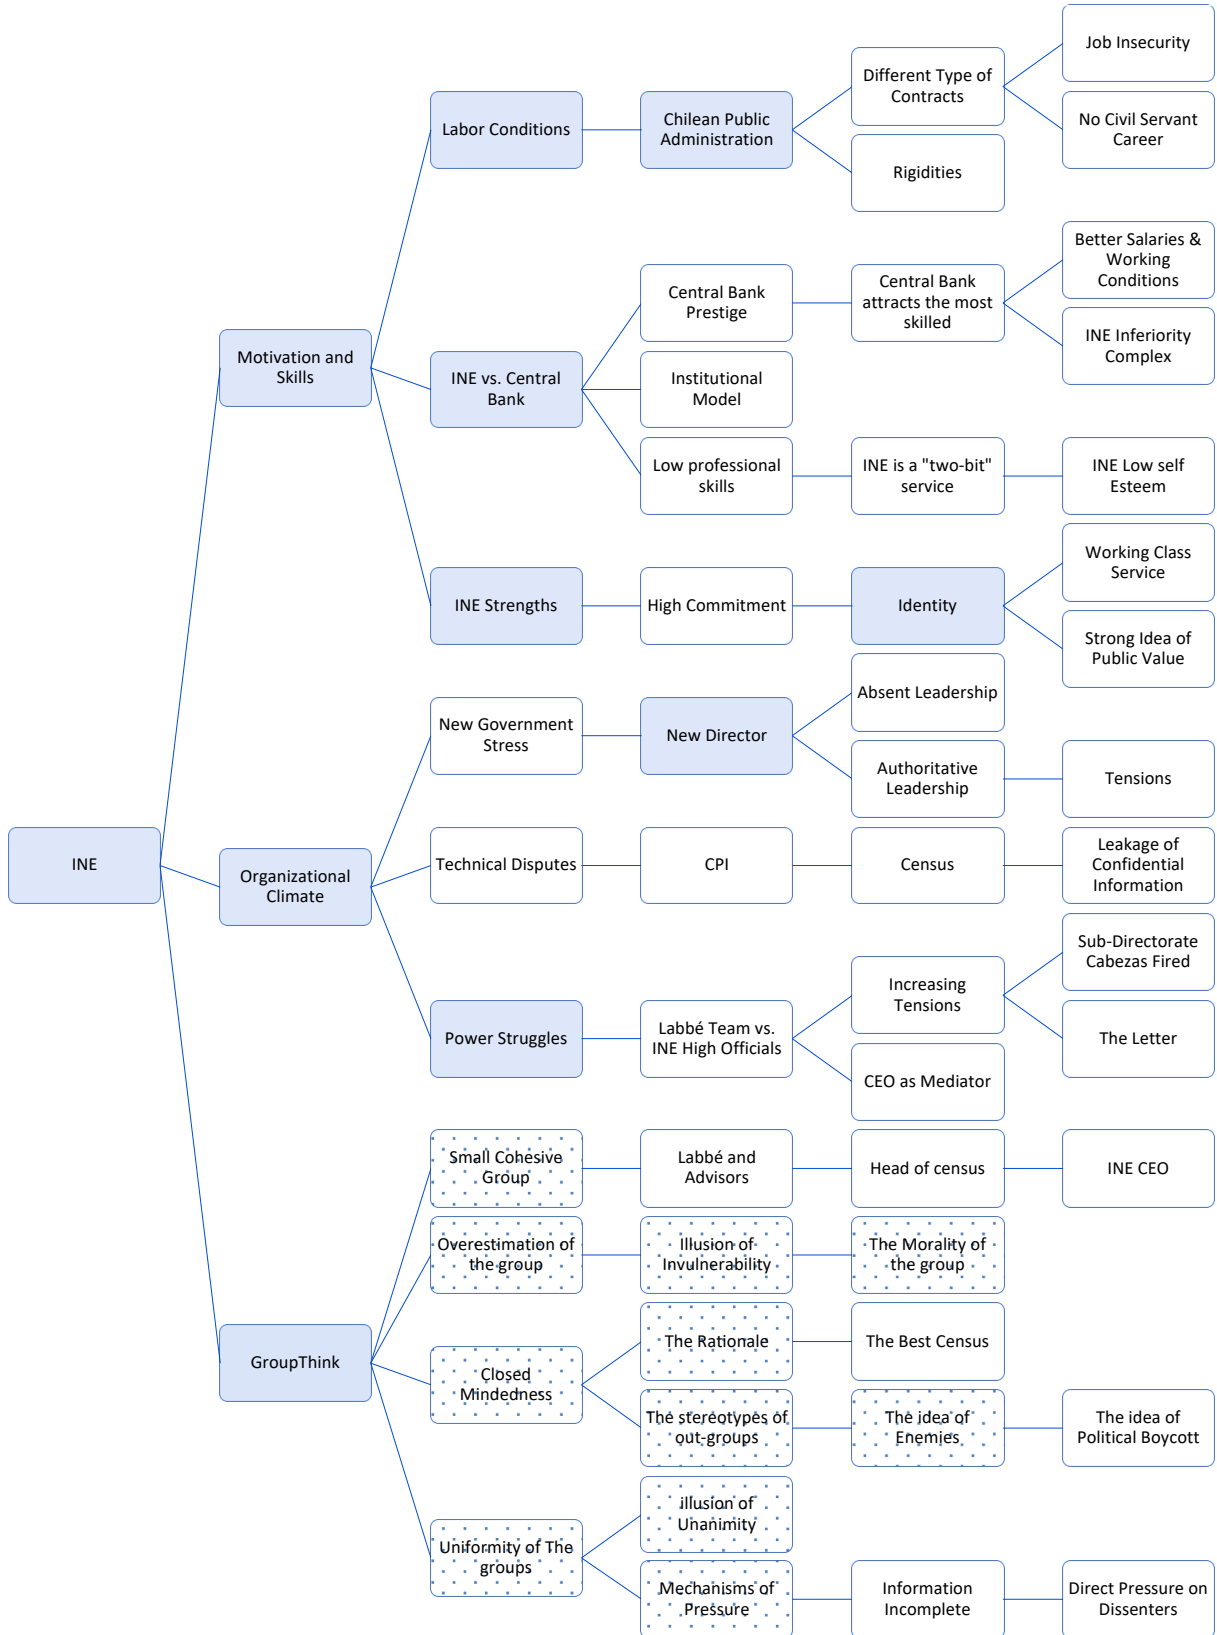 Job Insecurity
Different Type of
Contracts
No Civil Servant
Career
Labor Conditions
Chilean Public
Administration
Rigidities
Better Salaries &
Working
Conditions
Central Bank
Prestige
Central Bank
attracts the most
skilled
INE Inferiority
Complex
Motivation and
Skills
INE vs. Central
Bank
Institutional
Model
Low professional
skills
INE is a "two-bit"
service
INE Low self
Esteem
Working Class
Service
INE Strengths
High Commitment
Identity
Strong Idea of
Public Value
Absent Leadership
New Government
Stress
New Director
Authoritative
Leadership
Tensions
INE
Organizational
Climate
Technical Disputes
CPI
Census
Leakage of
Confidential
Information
Sub-Directorate
Cabezas Fired
Increasing
Tensions
Power Struggles
Labbé Team vs.
INE High Officials
The Letter
CEO as Mediator
Small Cohesive
Group
Labbé and
Advisors
Head of census
INE CEO
Overestimation of
the group
Illusion of
Invulnerability
The Morality of
the group
GroupThink
The Rationale
The Best Census
Closed
Mindedness
The stereotypes of
out-groups
The idea of
Enemies
The idea of
Political Boycott
illusion of
Unanimity
Uniformity of The
groups
Mechanisms of
Pressure
Information
Incomplete
Direct Pressure on
Dissenters